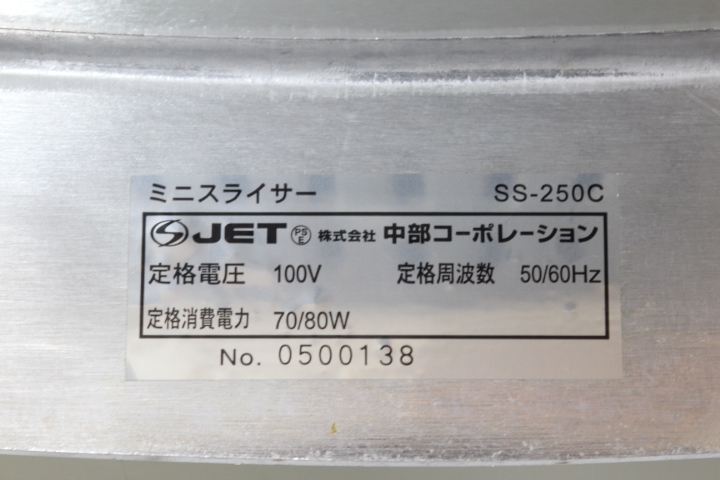 ミニスライサー SS-250C
JET PSE 株式会社 中部コーポレーション
定格電圧 100V 定格周波数 50/60Hz
定格消費電力 70/80W
No. 0500138